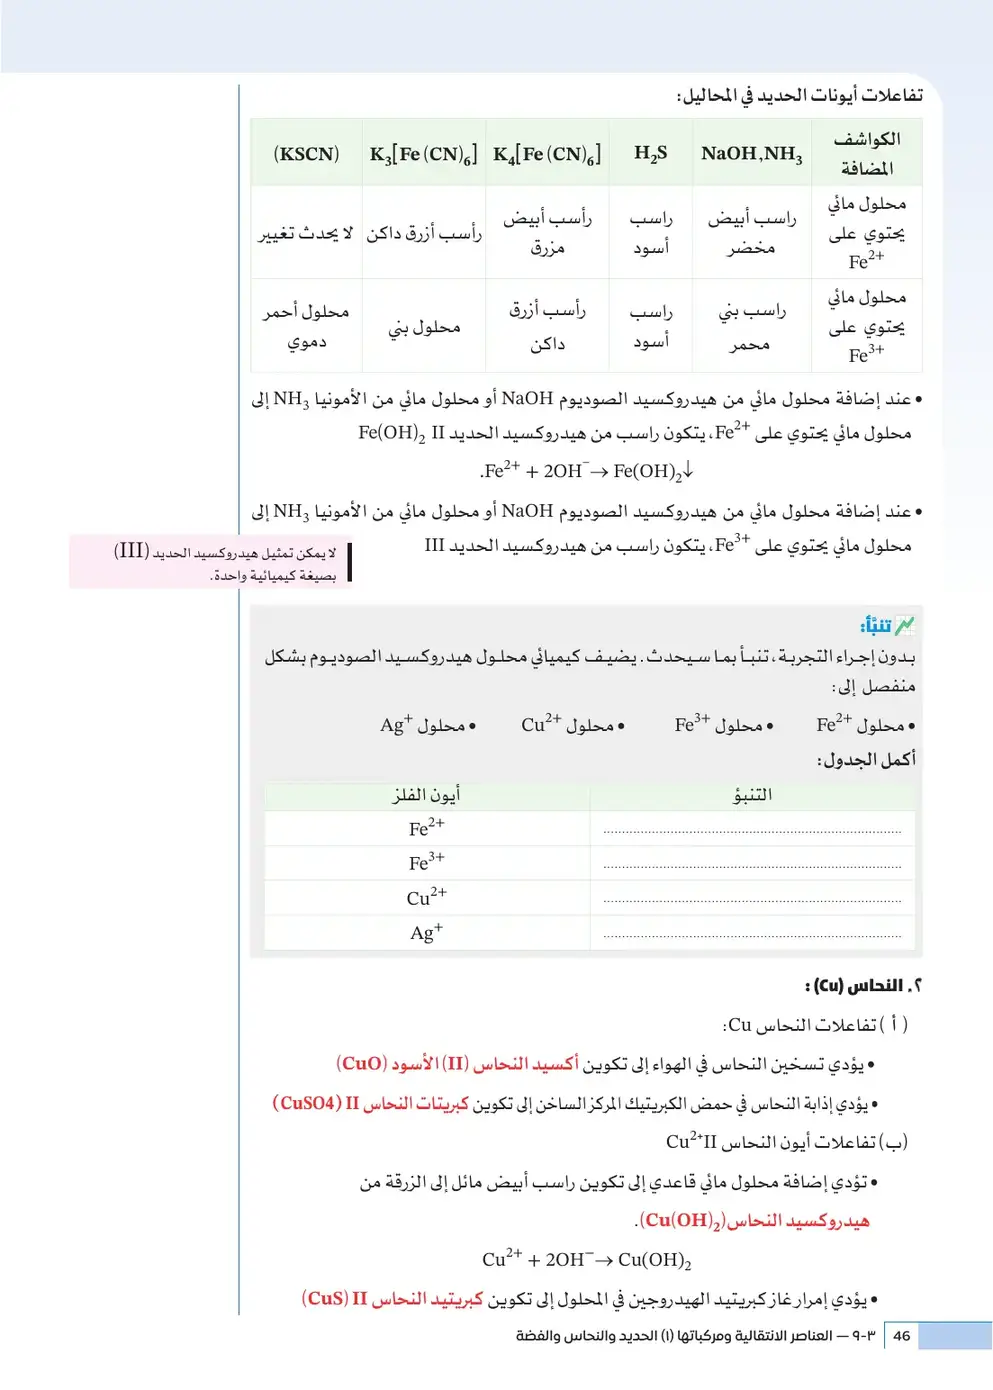 تفاعلات أيونات الحديد في المحاليل:
الكواشف المضافة | NaOH,NH₃ | H₂S | K₄[Fe(CN)₆] | K₃[Fe(CN)₆] | (KSCN)
محلول مائي يحتوي على Fe²⁺ | راسب أبيض مخضر | راسب أسود | رأسب أبيض مزرق | رأسب أزرق داكن | لا يحدث تغيير
محلول مائي يحتوي على Fe³⁺ | راسب بني محمر | راسب أسود | رأسب أزرق داكن | محلول بني | محلول أحمر دموي
• عند إضافة محلول مائي من هيدروكسيد الصوديوم NaOH أو محلول مائي من الأمونيا NH₃ إلى
محلول مائي يحتوي على Fe²⁺، يتكون راسب من هيدروكسيد الحديد II Fe(OH)₂
.Fe²⁺ + 2OH⁻→ Fe(OH)₂↓
• عند إضافة محلول مائي من هيدروكسيد الصوديوم NaOH أو محلول مائي من الأمونيا NH₃ إلى
محلول مائي يحتوي على Fe³⁺، يتكون راسب من هيدروكسيد الحديد III
لا يمكن تمثيل هيدروكسيد الحديد (III)
بصيغة كيميائية واحدة.
تنبّأ:
بدون إجراء التجربة، تنبأ بما سيحدث. يضيف كيميائي محلول هيدروكسيد الصوديوم بشكل
منفصل إلى:
• محلول Fe²⁺ • محلول Fe³⁺ • محلول Cu²⁺ • محلول Ag⁺
أكمل الجدول:
التنبؤ | أيون الفلز
Fe²⁺
Fe³⁺
Cu²⁺
Ag⁺
٢. النحاس (Cu) :
( أ ) تفاعلات النحاس Cu:
• يؤدي تسخين النحاس في الهواء إلى تكوين أكسيد النحاس (II) الأسود (CuO)
• يؤدي إذابة النحاس في حمض الكبريتيك المركز الساخن إلى تكوين كبريتات النحاس II (CuSO4)
(ب) تفاعلات أيون النحاس Cu²⁺II
• تؤدي إضافة محلول مائي قاعدي إلى تكوين راسب أبيض مائل إلى الزرقة من
هيدروكسيد النحاس(Cu(OH)₂).
Cu²⁺ + 2OH⁻→ Cu(OH)₂
• يؤدي إمرار غاز كبريتيد الهيدروجين في المحلول إلى تكوين كبريتيد النحاس II (CuS)
46 ٣-٩ — العناصر الانتقالية ومركباتها (١) الحديد والنحاس والفضة